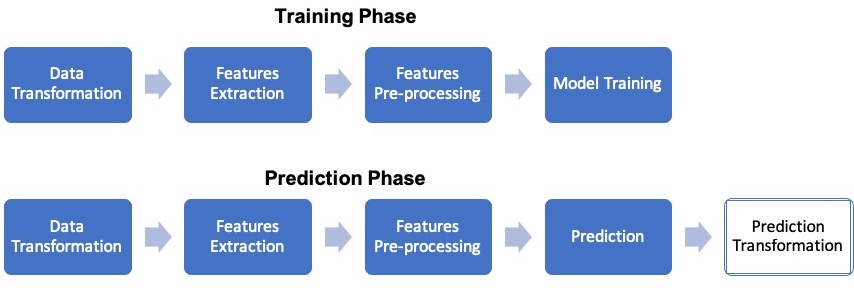 Training Phase
Data
Transformation
Features
Extraction
Features
Pre-processing
Model Training
Prediction Phase
Data
Transformation
Features
Extraction
Features
Pre-processing
Prediction
Prediction
Transformation